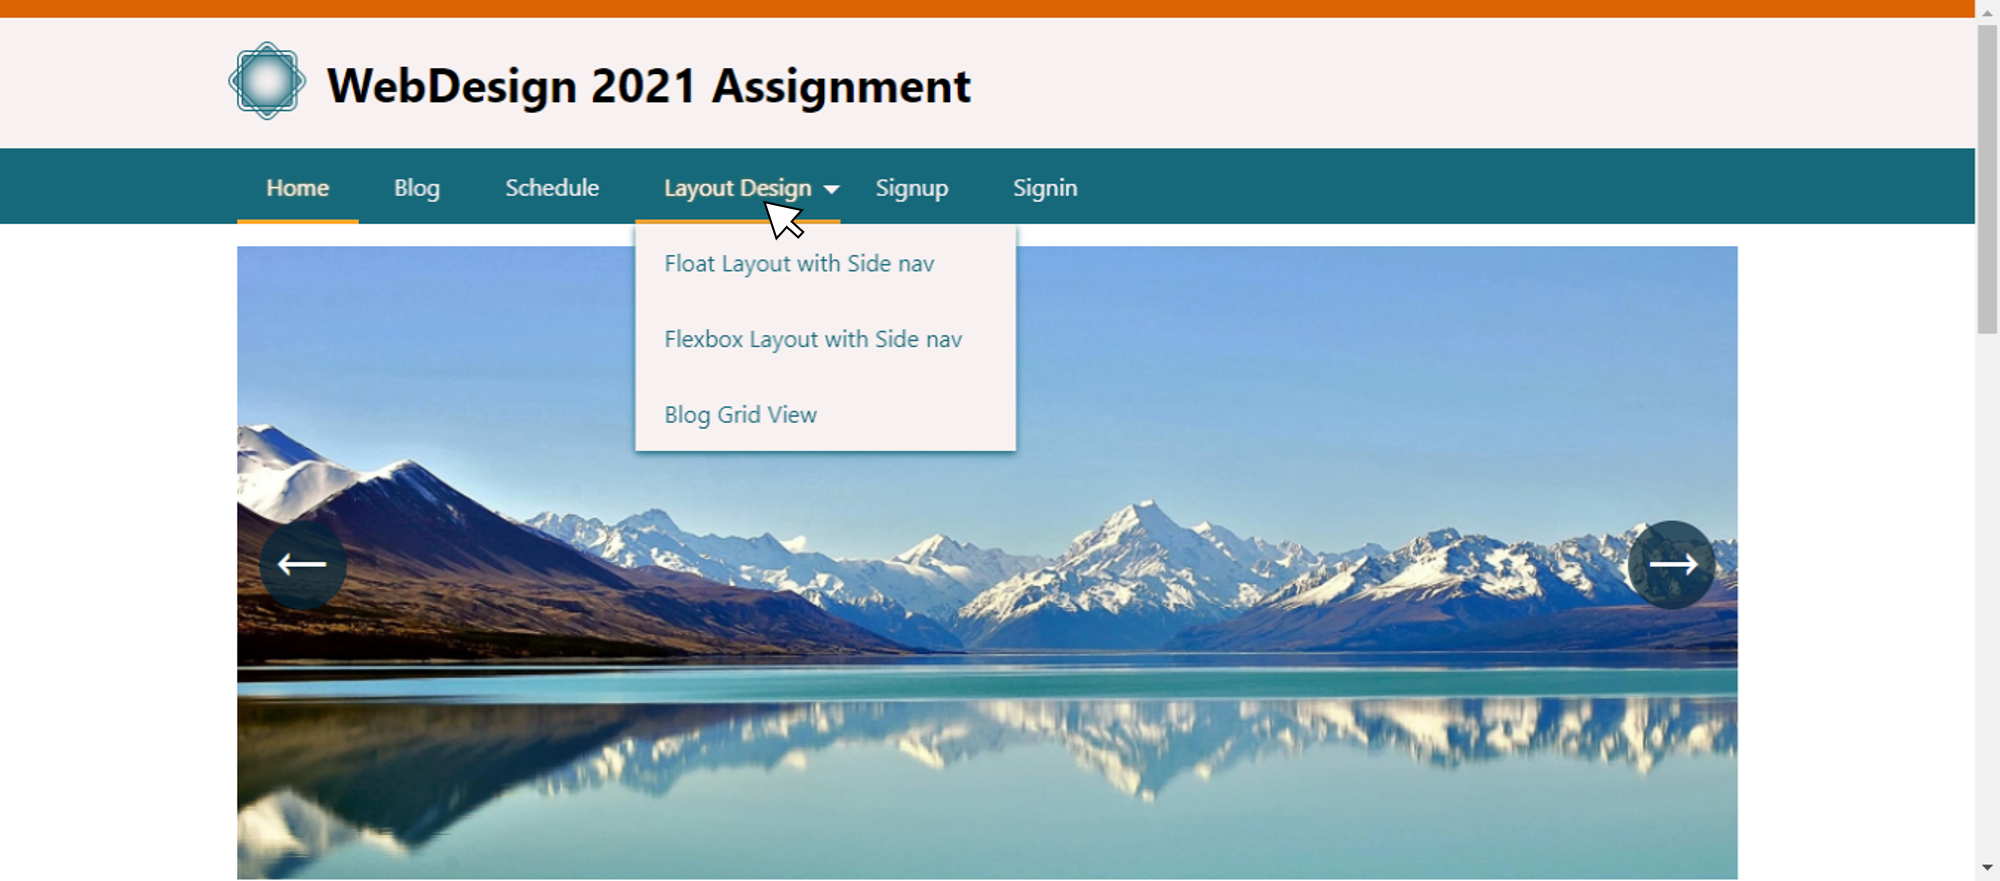 WebDesign 2021 Assignment
Home Blog Schedule Layout Design Signup Signin
Float Layout with Side nav
Flexbox Layout with Side nav
Blog Grid View